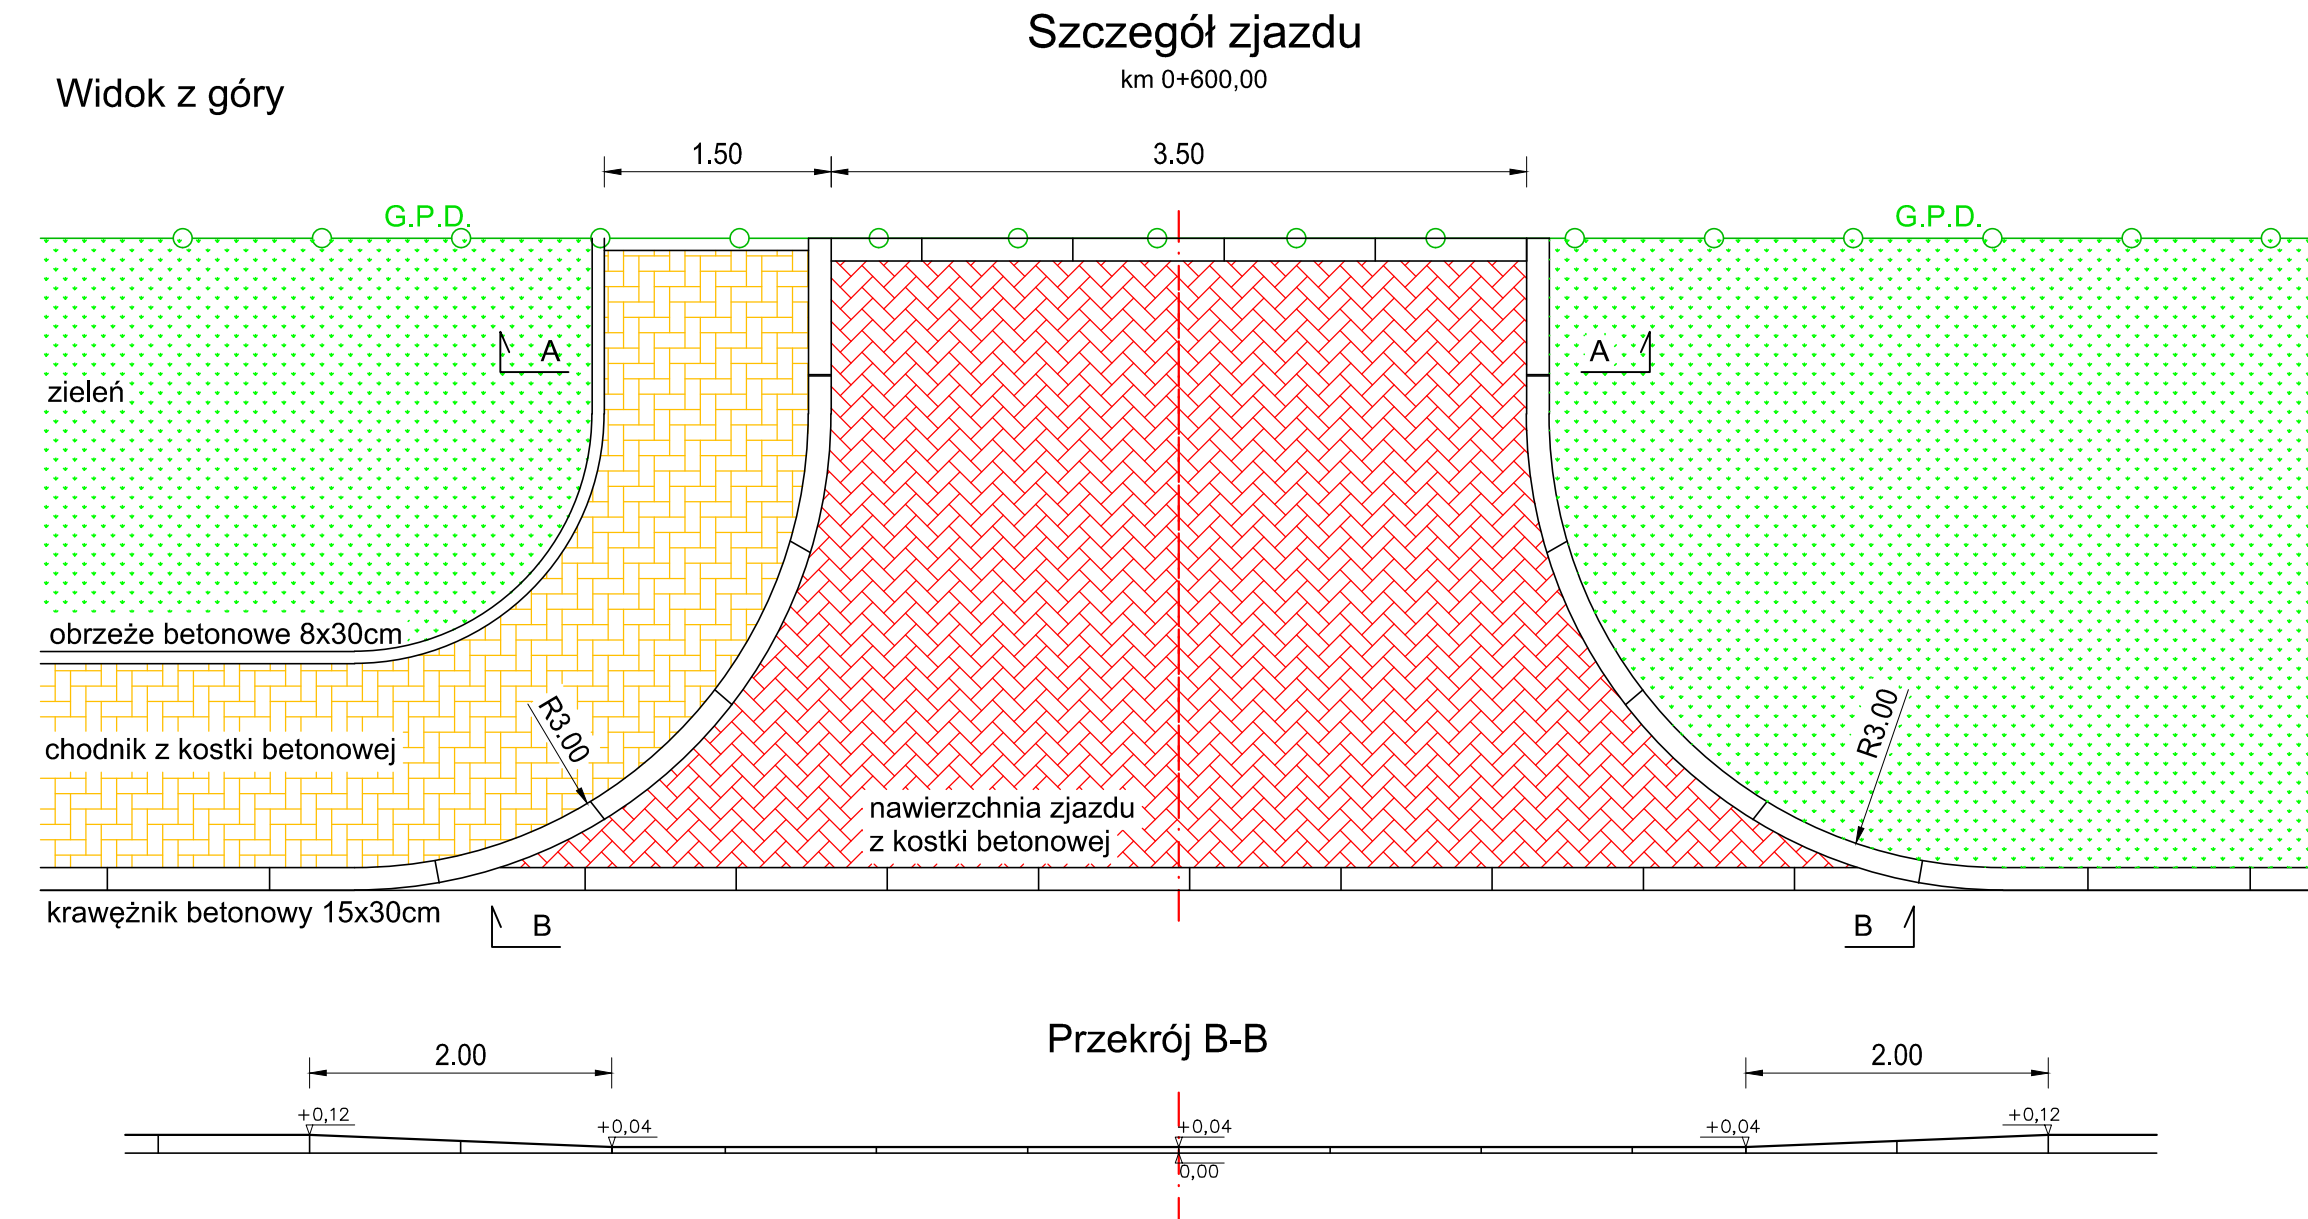 Szczegół zjazdu
km 0+600,00
Widok z góry
1.50
3.50
G.P.D.
G.P.D.
A
A
zieleń
obrzeże betonowe 8x30cm
R3.00
R3.00
chodnik z kostki betonowej
nawierzchnia zjazdu
z kostki betonowej
krawężnik betonowy 15x30cm
B
B
Przekrój B-B
2.00
2.00
+0,12
+0,04
+0,04
+0,04
+0,12
0,00